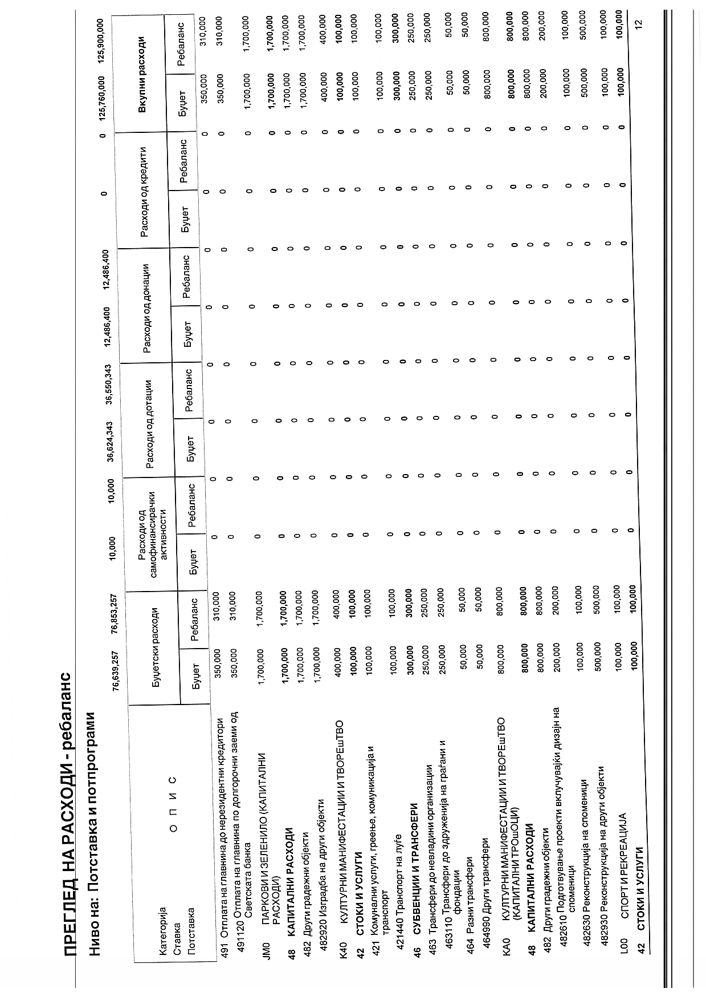 ПРЕГЛЕД НА РАСХОДИ - ребаланс
Ниво на: Потставка и потпрограми
76,639,257 76,853,257 10,000 10,000 36,624,343 36,550,343 12,486,400 12,486,400 0 0 125,760,000 125,900,000
Категорија
Ставка
Потставка
О П И С
Буџетски расходи
Расходи од
самофинансирачки
активности
Расходи од дотации
Расходи од донации
Расходи од кредити
Вкупни расходи
Буџет Ребаланс Буџет Ребаланс Буџет Ребаланс Буџет Ребаланс Буџет Ребаланс Буџет Ребаланс
491 Отплата на главнина до нерезидентни кредитори 350,000 310,000 0 0 0 0 0 0 0 0 350,000 310,000
491120 Отплата на главнина по долгорочни заеми од 350,000 310,000 0 0 0 0 0 0 0 0 350,000 310,000
Светската банка
JM0 ПАРКОВИ И ЗЕЛЕНИЛО (КАПИТАЛНИ 1,700,000 1,700,000 0 0 0 0 0 0 0 0 1,700,000 1,700,000
РАСХОДИ)
48 КАПИТАЛНИ РАСХОДИ 1,700,000 1,700,000 0 0 0 0 0 0 0 0 1,700,000 1,700,000
482 Други градежни објекти 1,700,000 1,700,000 0 0 0 0 0 0 0 0 1,700,000 1,700,000
482920 Изградба на други објекти 1,700,000 1,700,000 0 0 0 0 0 0 0 0 1,700,000 1,700,000
K40 КУЛТУРНИ МАНИФЕСТАЦИИ И ТВОРЕшТВО 400,000 400,000 0 0 0 0 0 0 0 0 400,000 400,000
42 СТОКИ И УСЛУГИ 100,000 100,000 0 0 0 0 0 0 0 0 100,000 100,000
421 Комунални услуги, греење, комуникација и 100,000 100,000 0 0 0 0 0 0 0 0 100,000 100,000
транспорт
421440 Транспорт на луѓе 100,000 100,000 0 0 0 0 0 0 0 0 100,000 100,000
46 СУБВЕНЦИИ И ТРАНСФЕРИ 300,000 300,000 0 0 0 0 0 0 0 0 300,000 300,000
463 Трансфери до невладини организации 250,000 250,000 0 0 0 0 0 0 0 0 250,000 250,000
463110 Трансфери до здруженија на граѓани и 250,000 250,000 0 0 0 0 0 0 0 0 250,000 250,000
фондации
464 Разни трансфери 50,000 50,000 0 0 0 0 0 0 0 0 50,000 50,000
464990 Други трансфери 50,000 50,000 0 0 0 0 0 0 0 0 50,000 50,000
KA0 КУЛТУРНИ МАНИФЕСТАЦИИ И ТВОРЕшТВО 800,000 800,000 0 0 0 0 0 0 0 0 800,000 800,000
(КАПИТАЛНИ ТРОшОЦИ)
48 КАПИТАЛНИ РАСХОДИ 800,000 800,000 0 0 0 0 0 0 0 0 800,000 800,000
482 Други градежни објекти 800,000 800,000 0 0 0 0 0 0 0 0 800,000 800,000
482610 Подготвување проекти вклучувајќи дизајн на 200,000 200,000 0 0 0 0 0 0 0 0 200,000 200,000
споменици
482630 Реконструкција на споменици 100,000 100,000 0 0 0 0 0 0 0 0 100,000 100,000
482930 Реконструкција на други објекти 500,000 500,000 0 0 0 0 0 0 0 0 500,000 500,000
L00 СПОРТ И РЕКРЕАЦИЈА 100,000 100,000 0 0 0 0 0 0 0 0 100,000 100,000
42 СТОКИ И УСЛУГИ 100,000 100,000 0 0 0 0 0 0 0 0 100,000 100,000
12